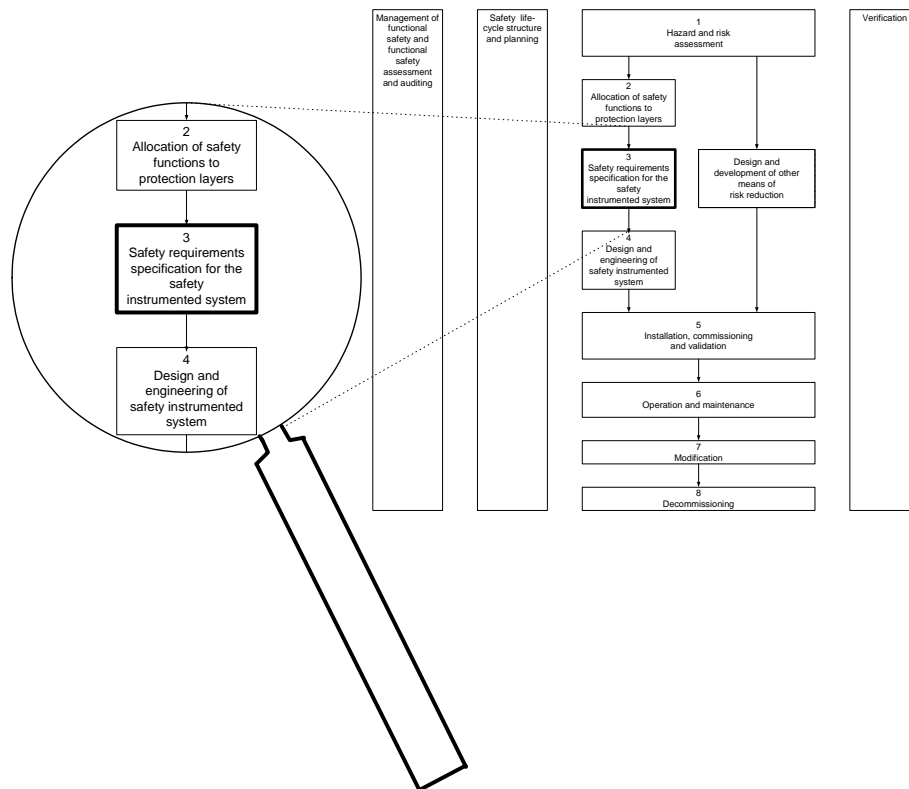 Management of
functional
safety and
functional
safety
assessment
and auditing
Safety life-
cycle structure
and planning
1
Hazard and risk
assessment
Verification
2
Allocation of safety
functions to
protection layers
3
Safety requirements
specification for the
safety
instrumented system
Design and
development of other
means of
risk reduction
4
Design and
engineering of
safety instrumented
system
5
Installation, commissioning
and validation
6
Operation and maintenance
7
Modification
8
Decommissioning
2
Allocation of safety
functions to
protection layers
3
Safety requirements
specification for the
safety
instrumented system
4
Design and
engineering of
safety instrumented
system